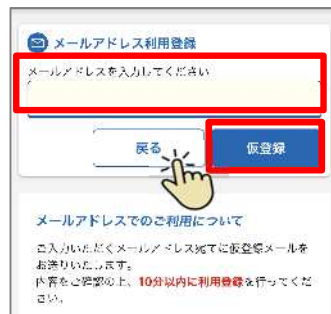 メールアドレス利用登録
メールアドレスを入力してください
戻る
仮登録
メールアドレスでのご利用について
ご入力いただくメールアドレス宛てに仮登録メールを
お送りいたします。
内容をご確認の上、10分以内に利用登録を行ってくだ
さい。